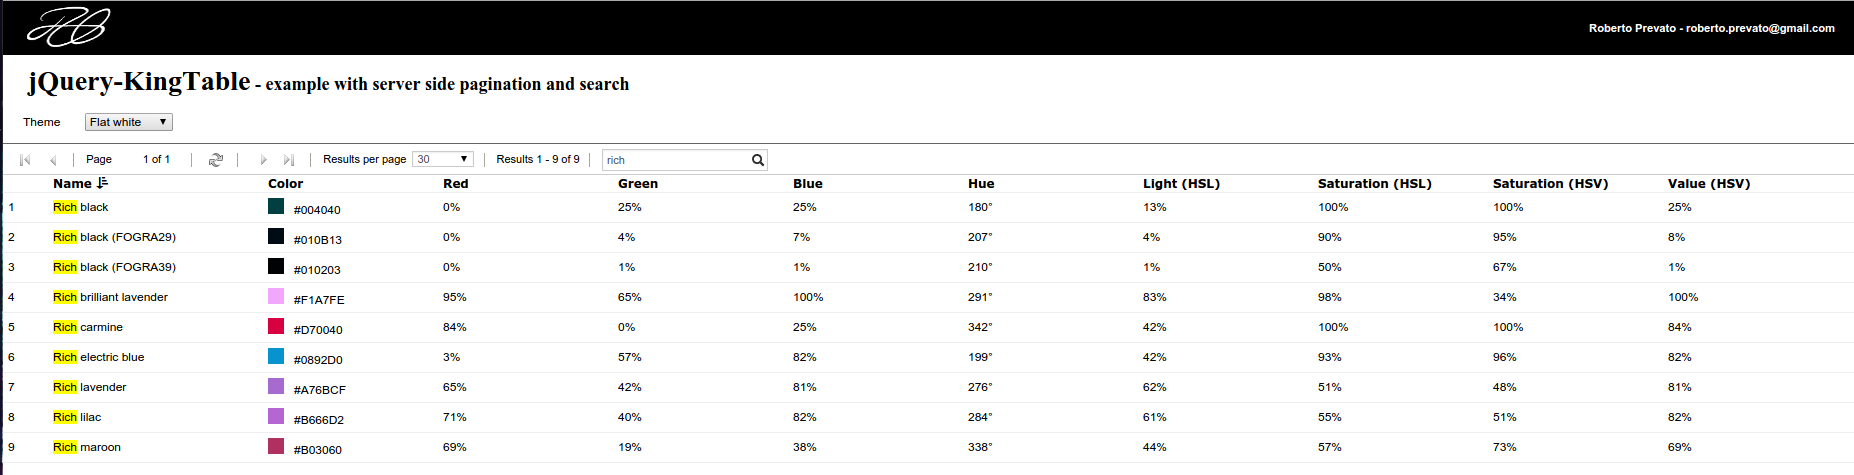 Roberto Prevato - roberto.prevato@gmail.com
jQuery-KingTable - example with server side pagination and search
Theme Flat white
Page 1 of 1 Results per page 30 Results 1 - 9 of 9 rich
Name Color Red Green Blue Hue Light (HSL) Saturation (HSL) Saturation (HSV) Value (HSV)
1 Rich black #004040 0% 25% 25% 180° 13% 100% 100% 25%
2 Rich black (FOGRA29) #010B13 0% 4% 7% 207° 4% 90% 95% 8%
3 Rich black (FOGRA39) #010203 0% 1% 1% 210° 1% 50% 67% 1%
4 Rich brilliant lavender #F1A7FE 95% 65% 100% 291° 83% 98% 34% 100%
5 Rich carmine #D70040 84% 0% 25% 342° 42% 100% 100% 84%
6 Rich electric blue #0892D0 3% 57% 82% 199° 42% 93% 96% 82%
7 Rich lavender #A76BCF 65% 42% 81% 276° 62% 51% 48% 81%
8 Rich lilac #B666D2 71% 40% 82% 284° 61% 55% 51% 82%
9 Rich maroon #B03060 69% 19% 38% 338° 44% 57% 73% 69%